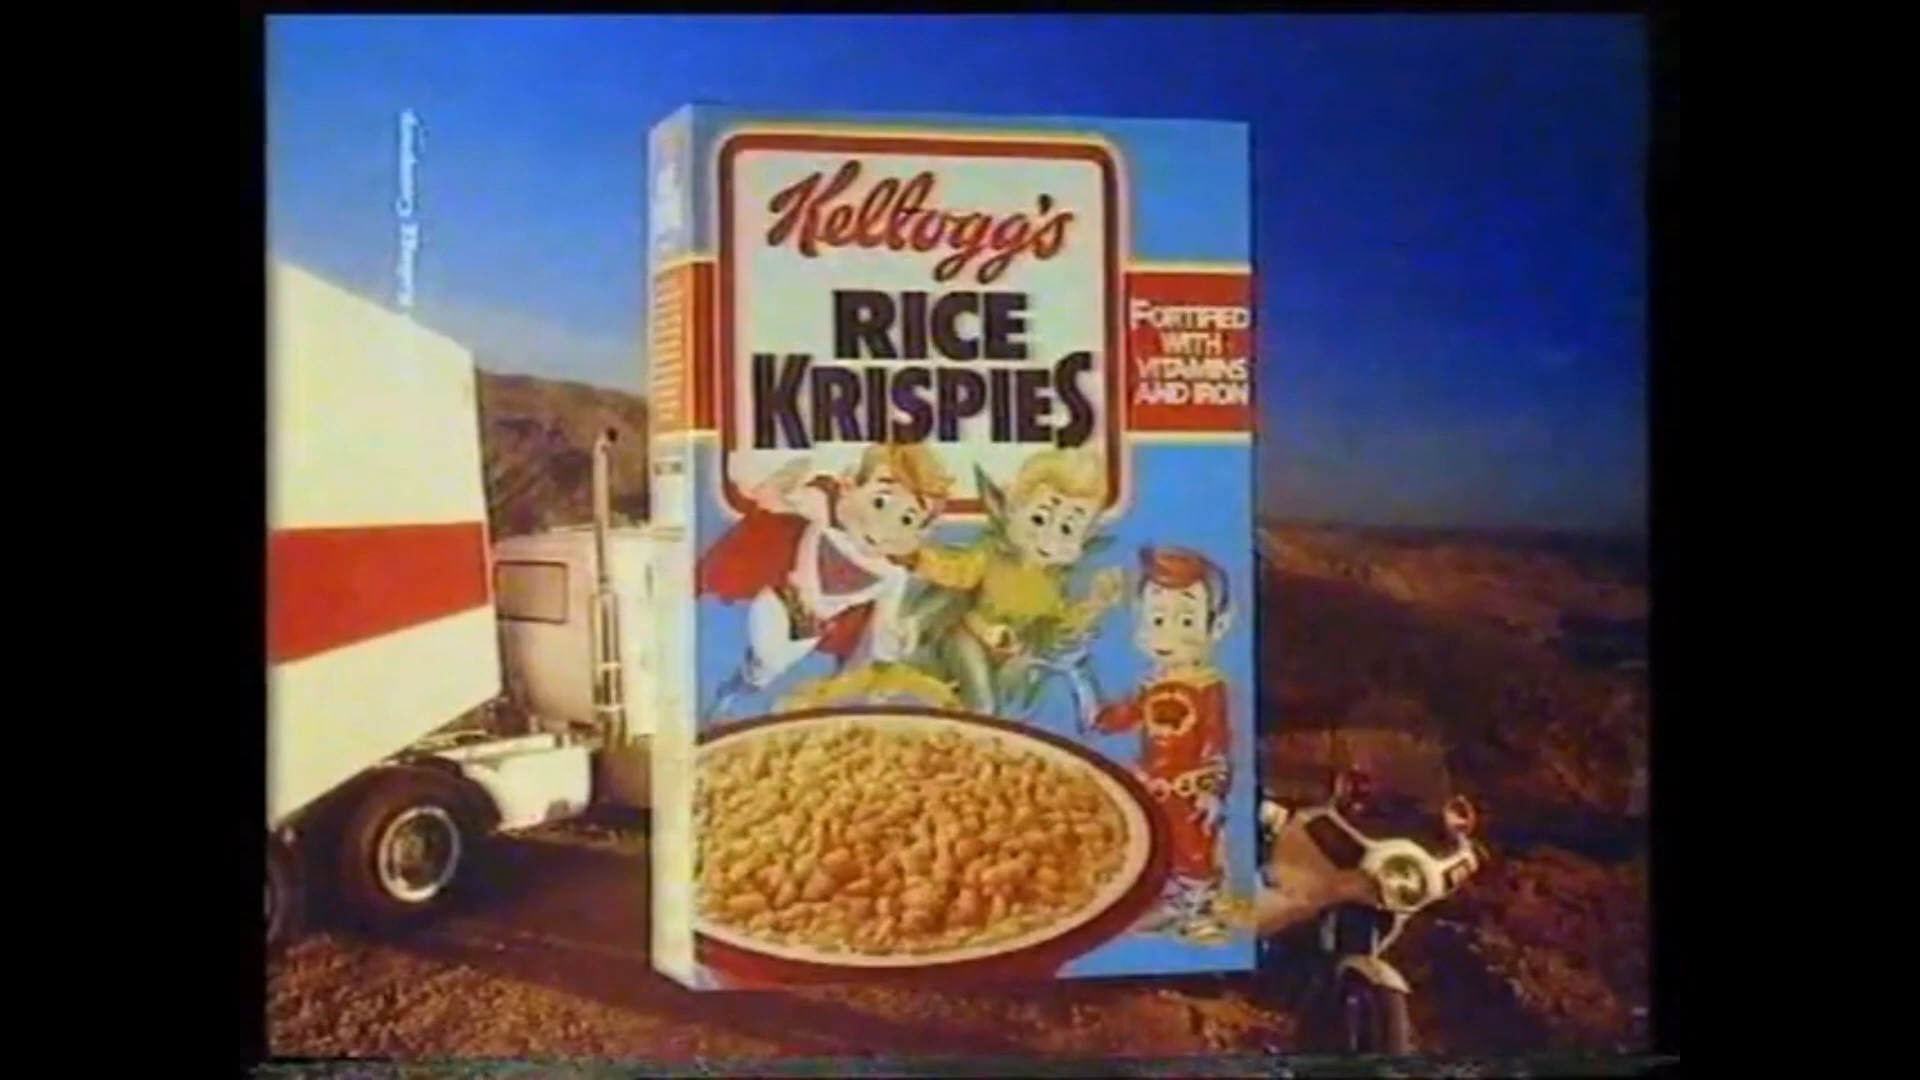 Kellogg's
RICE
KRISPIES
FORTIFIED
WITH
VITAMINS
AND IRON